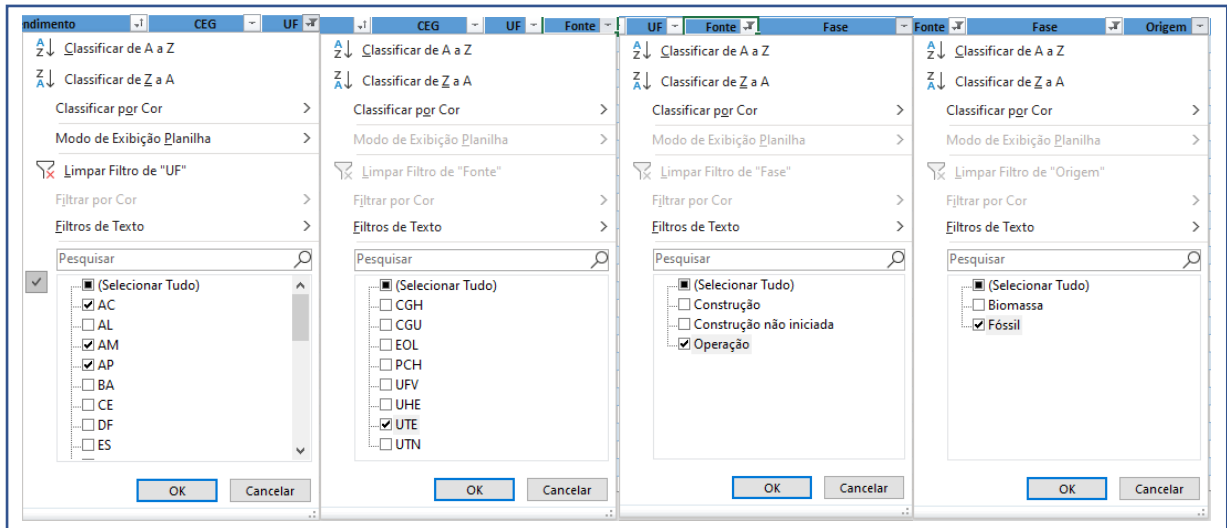 ndimento CEG UF
Classificar de A a Z
Classificar de Z a A
Classificar por Cor
Modo de Exibição Planilha
Limpar Filtro de "UF"
Filtrar por Cor
Filtros de Texto
Pesquisar
(Selecionar Tudo)
AC
AL
AM
AP
BA
CE
DF
ES
OK Cancelar
CEG UF Fonte
Classificar de A a Z
Classificar de Z a A
Classificar por Cor
Modo de Exibição Planilha
Limpar Filtro de "Fonte"
Filtrar por Cor
Filtros de Texto
Pesquisar
(Selecionar Tudo)
CGH
CGU
EOL
PCH
UFV
UHE
UTE
UTN
OK Cancelar
UF Fonte Fase
Classificar de A a Z
Classificar de Z a A
Classificar por Cor
Modo de Exibição Planilha
Limpar Filtro de "Fase"
Filtrar por Cor
Filtros de Texto
Pesquisar
(Selecionar Tudo)
Construção
Construção não iniciada
Operação
OK Cancelar
Fonte Fase Origem
Classificar de A a Z
Classificar de Z a A
Classificar por Cor
Modo de Exibição Planilha
Limpar Filtro de "Origem"
Filtrar por Cor
Filtros de Texto
Pesquisar
(Selecionar Tudo)
Biomassa
Fóssil
OK Cancelar